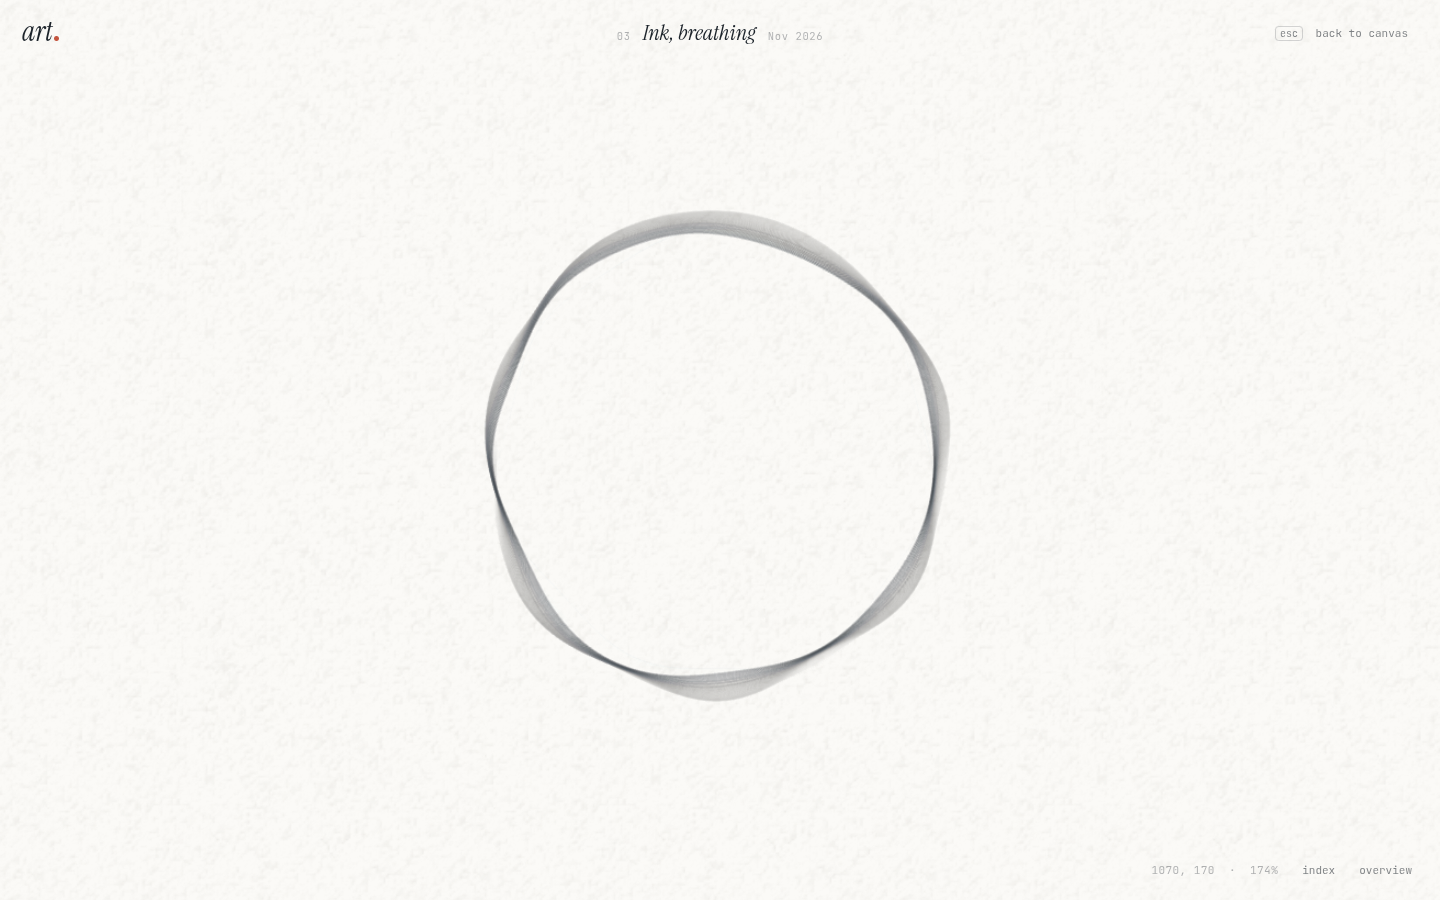 art.
03 Ink, breathing Nov 2026
esc back to canvas
1070, 170 · 174% index overview